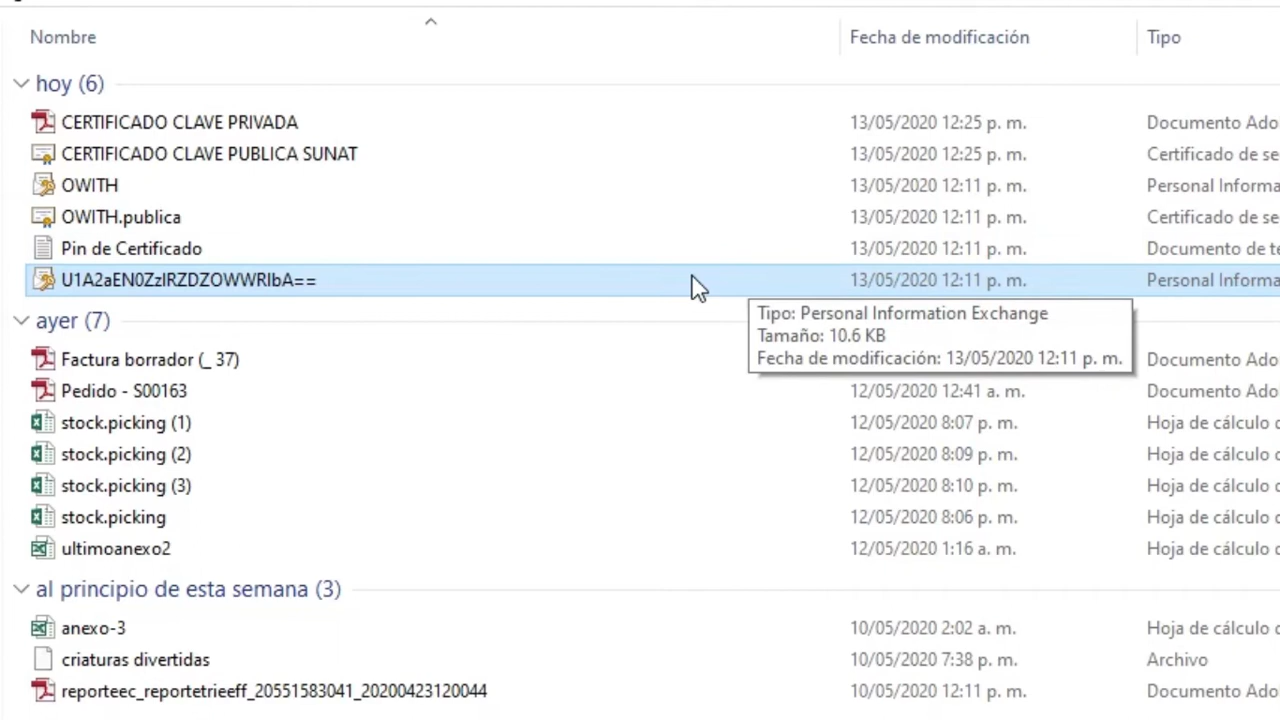 Nombre Fecha de modificación Tipo
hoy (6)
CERTIFICADO CLAVE PRIVADA 13/05/2020 12:25 p. m. Documento Ado
CERTIFICADO CLAVE PUBLICA SUNAT 13/05/2020 12:25 p. m. Certificado de se
OWITH 13/05/2020 12:11 p. m. Personal Informa
OWITH.publica 13/05/2020 12:11 p. m. Certificado de se
Pin de Certificado 13/05/2020 12:11 p. m. Documento de te
U1A2aEN0ZzlRZDZOWWRlbA== 13/05/2020 12:11 p. m. Personal Informa
Tipo: Personal Information Exchange
Tamaño: 10.6 KB
Fecha de modificación: 13/05/2020 12:11 p. m.
ayer (7)
Factura borrador (_ 37) Documento Ado
Pedido - S00163 12/05/2020 12:41 a. m. Documento Ado
stock.picking (1) 12/05/2020 8:07 p. m. Hoja de cálculo d
stock.picking (2) 12/05/2020 8:09 p. m. Hoja de cálculo d
stock.picking (3) 12/05/2020 8:10 p. m. Hoja de cálculo d
stock.picking 12/05/2020 8:06 p. m. Hoja de cálculo d
ultimoanexo2 12/05/2020 1:16 a. m. Hoja de cálculo d
al principio de esta semana (3)
anexo-3 10/05/2020 2:02 a. m. Hoja de cálculo d
criaturas divertidas 10/05/2020 7:38 p. m. Archivo
reporteec_reportetrieeff_20551583041_20200423120044 10/05/2020 12:11 p. m. Documento Ado